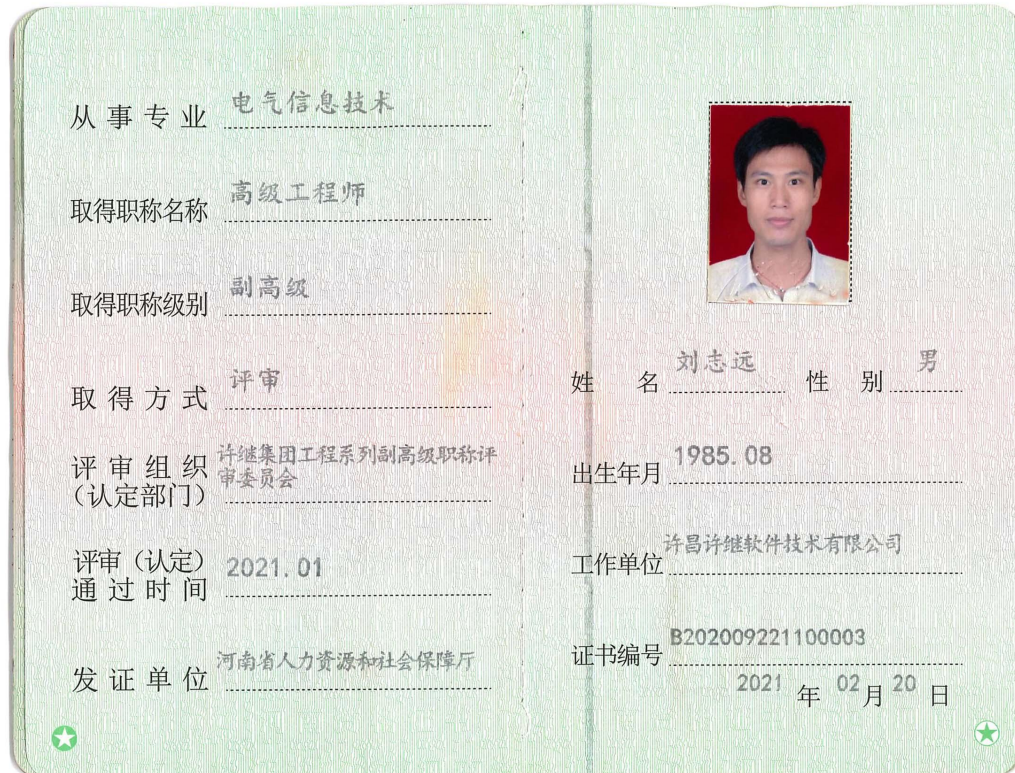 从事专业 电气信息技术
取得职称名称 高级工程师
取得职称级别 副高级
取得方式 评审
评审组织 许继集团工程系列副高级职称评
（认定部门） 审委员会
评审（认定）
通过时间 2021.01
发证单位 河南省人力资源和社会保障厅
姓名 刘志远 性别 男
出生年月 1985.08
工作单位 许昌许继软件技术有限公司
证书编号 B202009221100003
2021 年 02 月 20 日